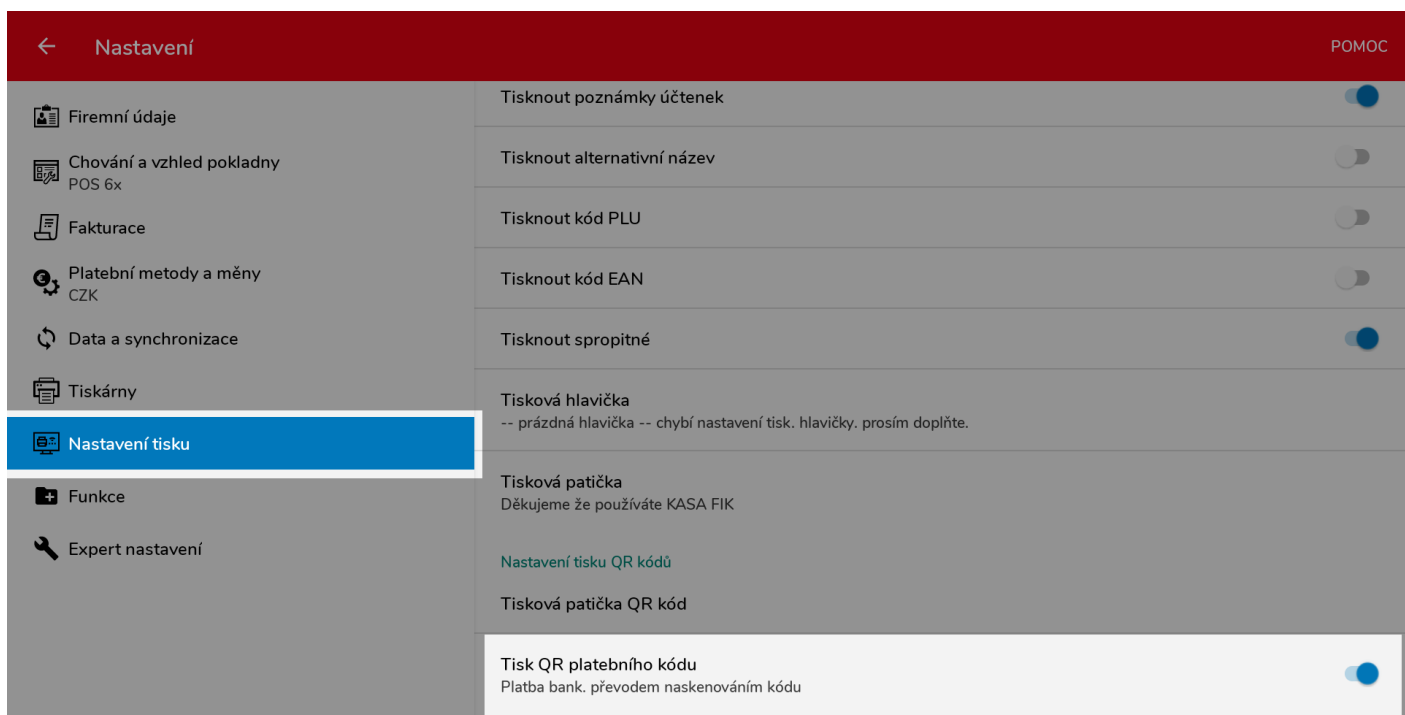 Nastavení
POMOC
Firemní údaje
Chování a vzhled pokladny
POS 6x
Fakturace
Platební metody a měny
CZK
Data a synchronizace
Tiskárny
Nastavení tisku
Funkce
Expert nastavení
Tisknout poznámky účtenek
Tisknout alternativní název
Tisknout kód PLU
Tisknout kód EAN
Tisknout spropitné
Tisková hlavička
-- prázdná hlavička -- chybí nastavení tisk. hlavičky. prosím doplňte.
Tisková patička
Děkujeme že používáte KASA FIK
Nastavení tisku QR kódů
Tisková patička QR kód
Tisk QR platebního kódu
Platba bank. převodem naskenováním kódu